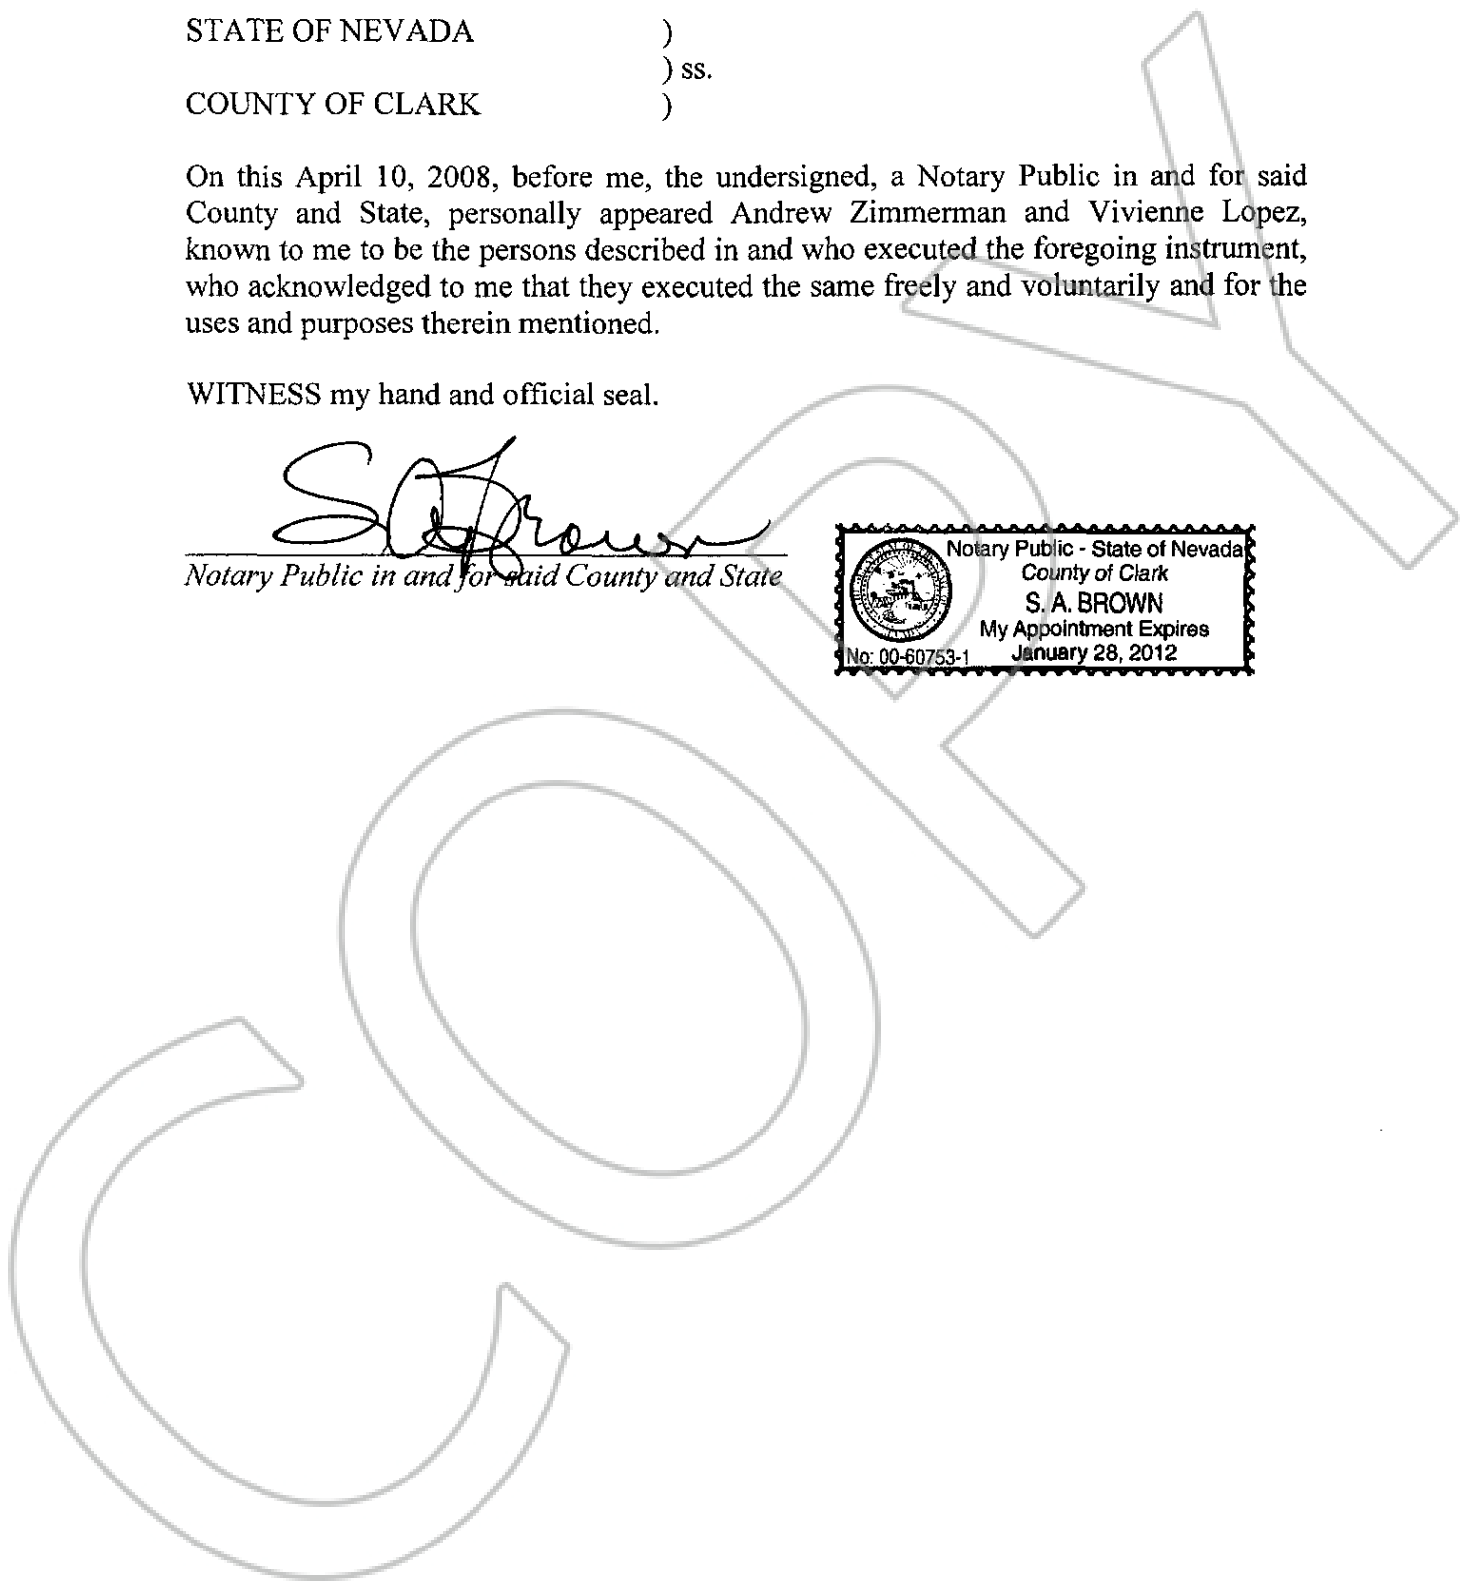 STATE OF NEVADA )
) ss.
COUNTY OF CLARK )
On this April 10, 2008, before me, the undersigned, a Notary Public in and for said
County and State, personally appeared Andrew Zimmerman and Vivienne Lopez,
known to me to be the persons described in and who executed the foregoing instrument,
who acknowledged to me that they executed the same freely and voluntarily and for the
uses and purposes therein mentioned.
WITNESS my hand and official seal.
S A Brown
Notary Public in and for said County and State
Notary Public - State of Nevada
County of Clark
S. A. BROWN
My Appointment Expires
No: 00-60753-1 January 28, 2012
COPY